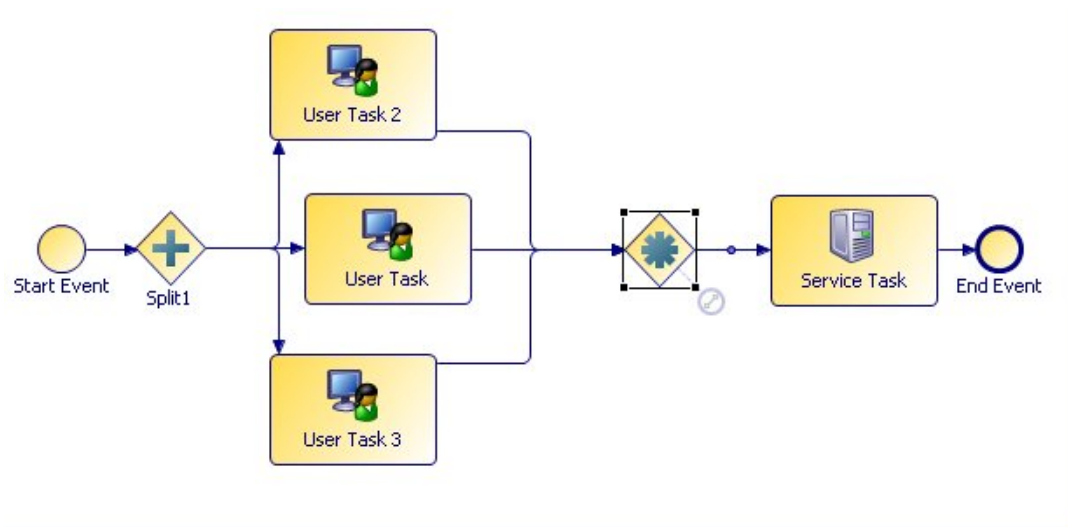 User Task 2
Start Event
Split1
User Task
Service Task
End Event
User Task 3